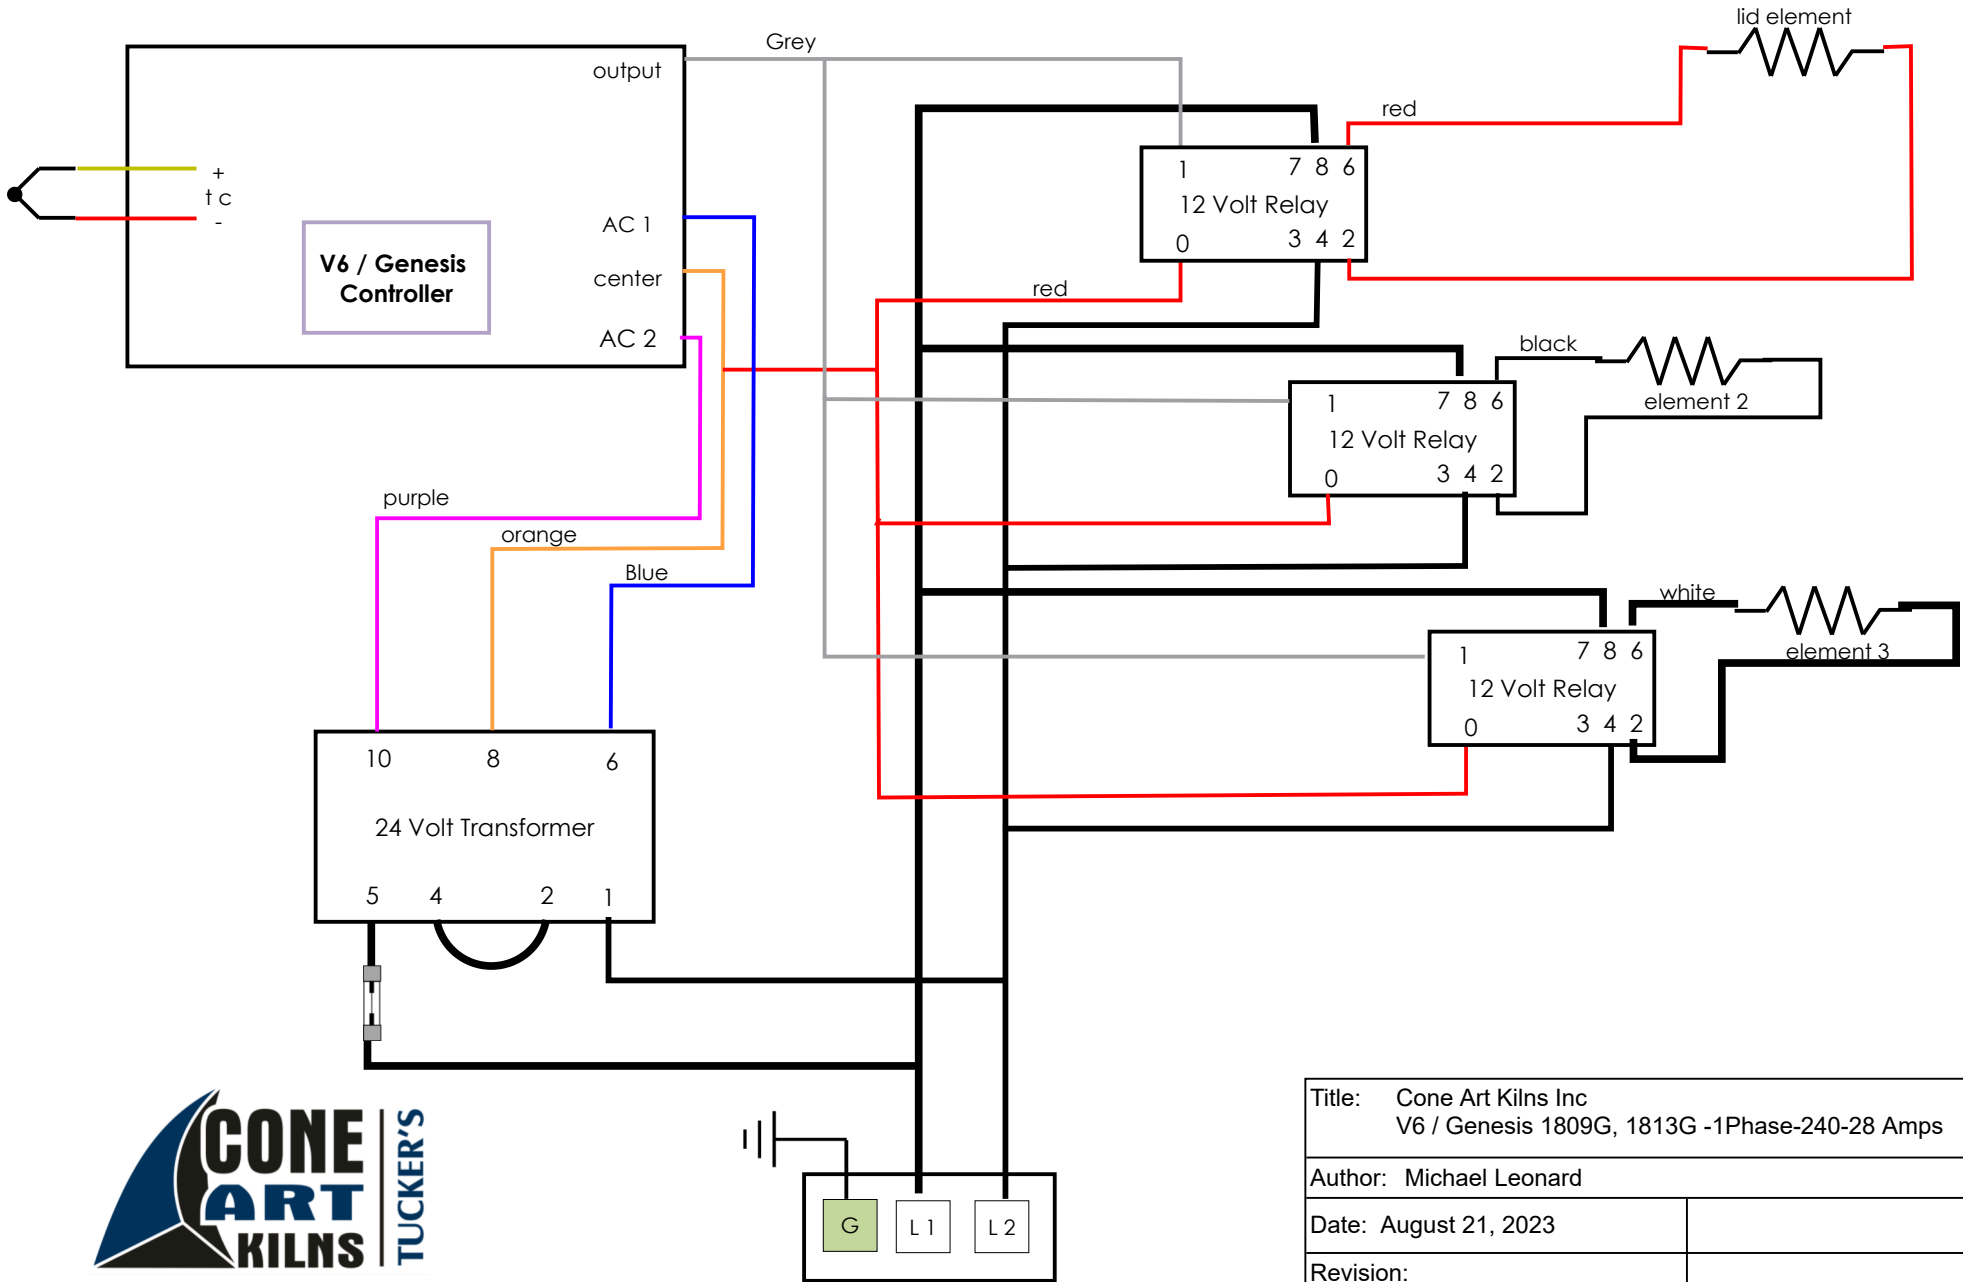 lid element
Grey
output
red
+
t c
-
1
7 8 6
12 Volt Relay
0
3 4 2
AC 1
V6 / Genesis
Controller
center
AC 2
red
black
element 2
1
7 8 6
12 Volt Relay
0
3 4 2
purple
orange
Blue
white
element 3
1
7 8 6
12 Volt Relay
0
3 4 2
10
8
6
24 Volt Transformer
5
4
2
1
CONE
ART
KILNS
TUCKER'S
G
L 1
L 2
Title: Cone Art Kilns Inc
V6 / Genesis 1809G, 1813G -1Phase-240-28 Amps
Author: Michael Leonard
Date: August 21, 2023
Revision: